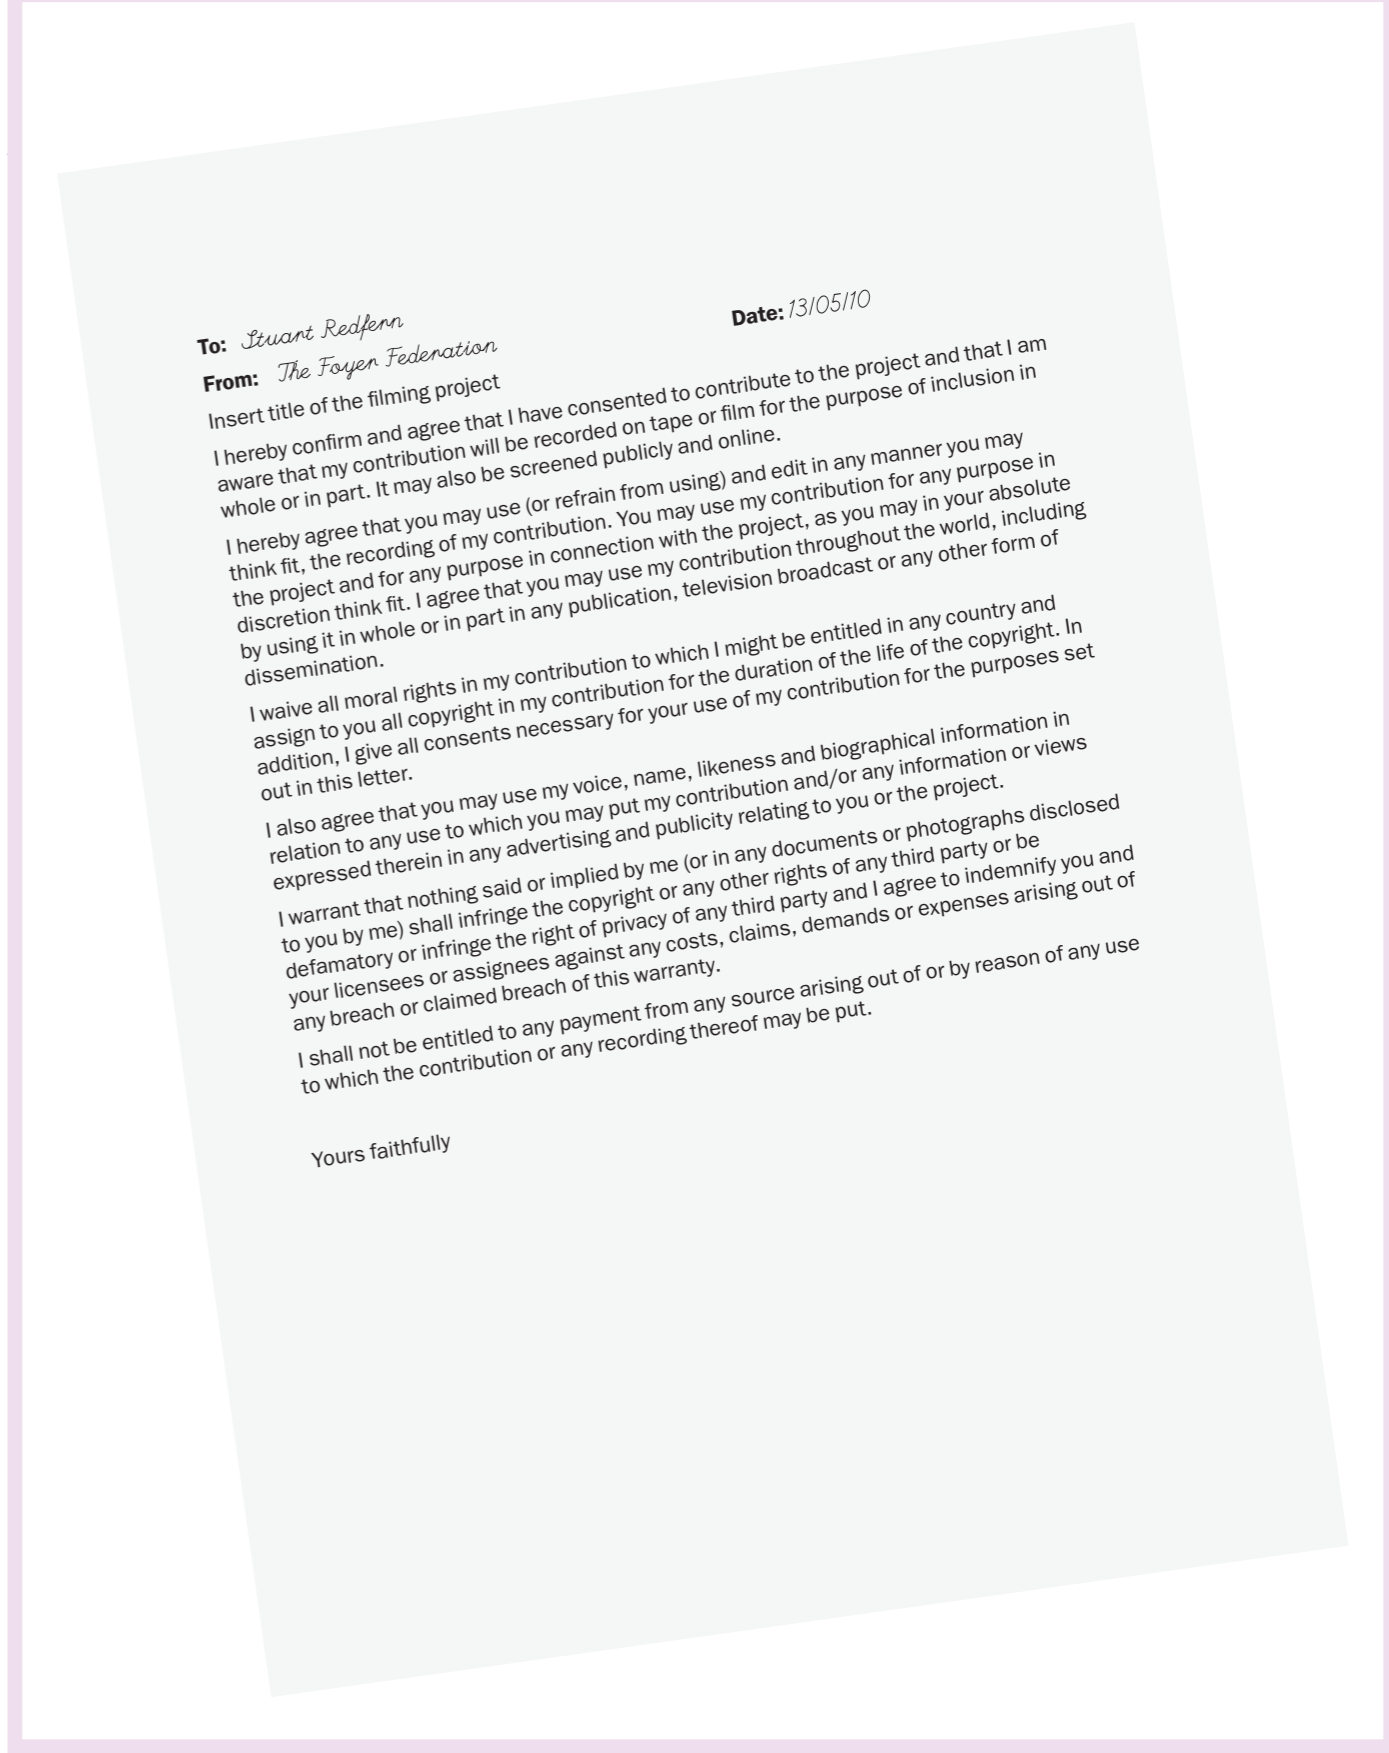 To: Stuart Redfern
Date: 13/05/10
From: The Foyer Federation
Insert title of the filming project
I hereby confirm and agree that I have consented to contribute to the project and that I am
aware that my contribution will be recorded on tape or film for the purpose of inclusion in
whole or in part. It may also be screened publicly and online.
I hereby agree that you may use (or refrain from using) and edit in any manner you may
think fit, the recording of my contribution. You may use my contribution for any purpose in
the project and for any purpose in connection with the project, as you may in your absolute
discretion think fit. I agree that you may use my contribution throughout the world, including
by using it in whole or in part in any publication, television broadcast or any other form of
dissemination.
I waive all moral rights in my contribution to which I might be entitled in any country and
assign to you all copyright in my contribution for the duration of the life of the copyright. In
addition, I give all consents necessary for your use of my contribution for the purposes set
out in this letter.
I also agree that you may use my voice, name, likeness and biographical information in
relation to any use to which you may put my contribution and/or any information or views
expressed therein in any advertising and publicity relating to you or the project.
I warrant that nothing said or implied by me (or in any documents or photographs disclosed
to you by me) shall infringe the copyright or any other rights of any third party or be
defamatory or infringe the right of privacy of any third party and I agree to indemnify you and
your licensees or assignees against any costs, claims, demands or expenses arising out of
any breach or claimed breach of this warranty.
I shall not be entitled to any payment from any source arising out of or by reason of any use
to which the contribution or any recording thereof may be put.
Yours faithfully